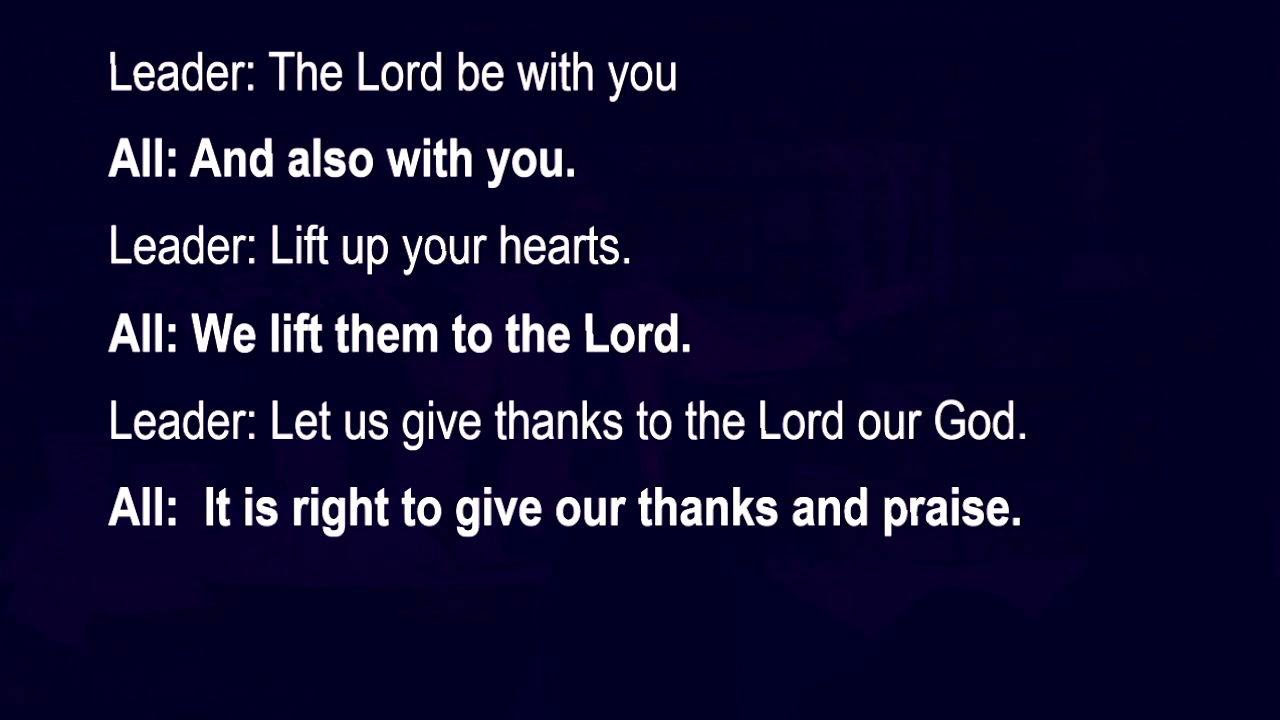 Leader: The Lord be with you
All: And also with you.
Leader: Lift up your hearts.
All: We lift them to the Lord.
Leader: Let us give thanks to the Lord our God.
All:  It is right to give our thanks and praise.